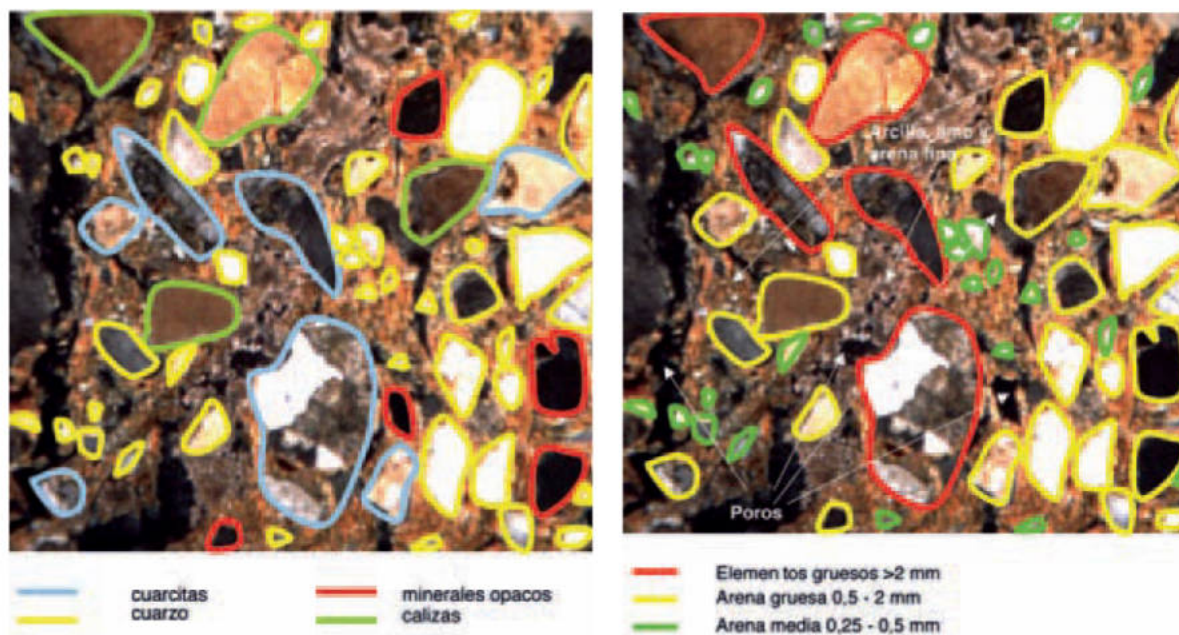 Arcilla, limo y
arena fina
Poros
cuarcitas
cuarzo
minerales opacos
calizas
Elemen tos gruesos >2 mm
Arena gruesa 0,5 - 2 mm
Arena media 0,25 - 0,5 mm